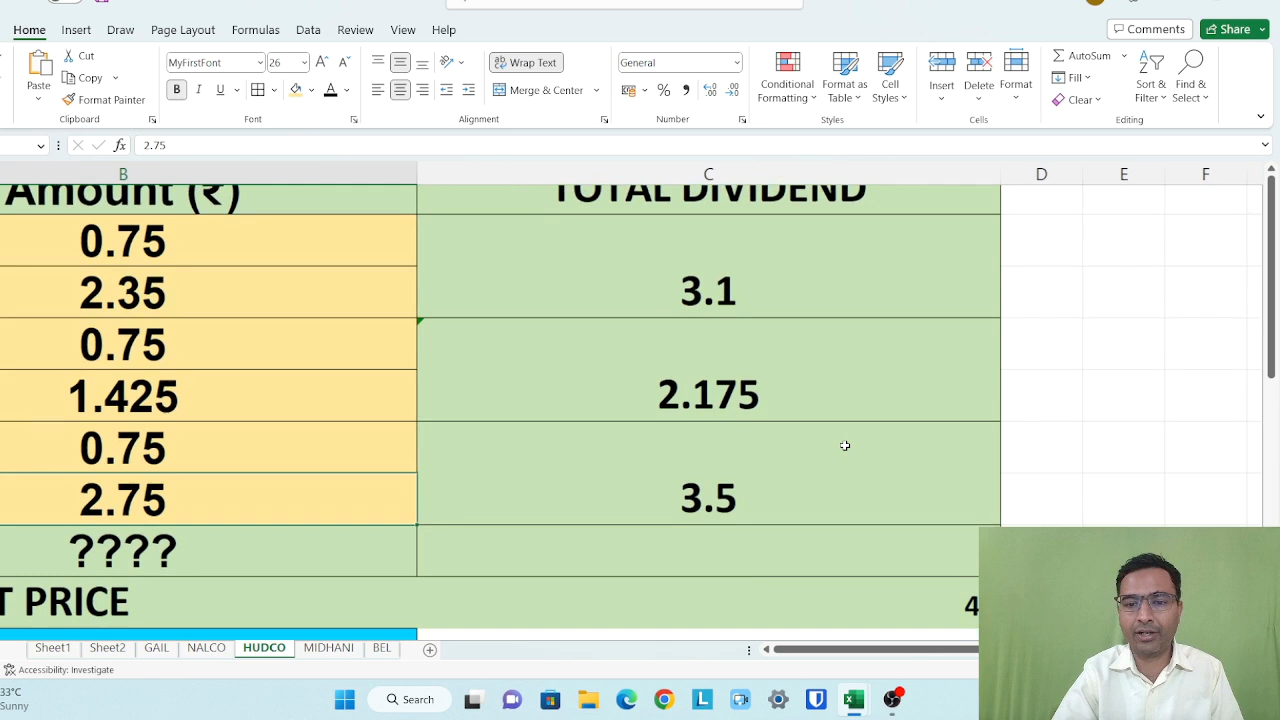 Home Insert Draw Page Layout Formulas Data Review View Help Comments Share
Paste Cut Copy Format Painter
MyFirstFont 26 B I U A
Wrap Text Merge & Center
General %
Conditional Formatting Format as Table Cell Styles
Insert Delete Format
AutoSum Fill Clear Sort & Filter Find & Select
Clipboard Font Alignment Number Styles Cells Editing
fx 2.75
B C D E F
Amount (₹) TOTAL DIVIDEND
0.75
2.35 3.1
0.75
1.425 2.175
0.75
2.75 3.5
????
T PRICE 4
Sheet1 Sheet2 GAIL NALCO HUDCO MIDHANI BEL
Accessibility: Investigate
33°C
Sunny
Search